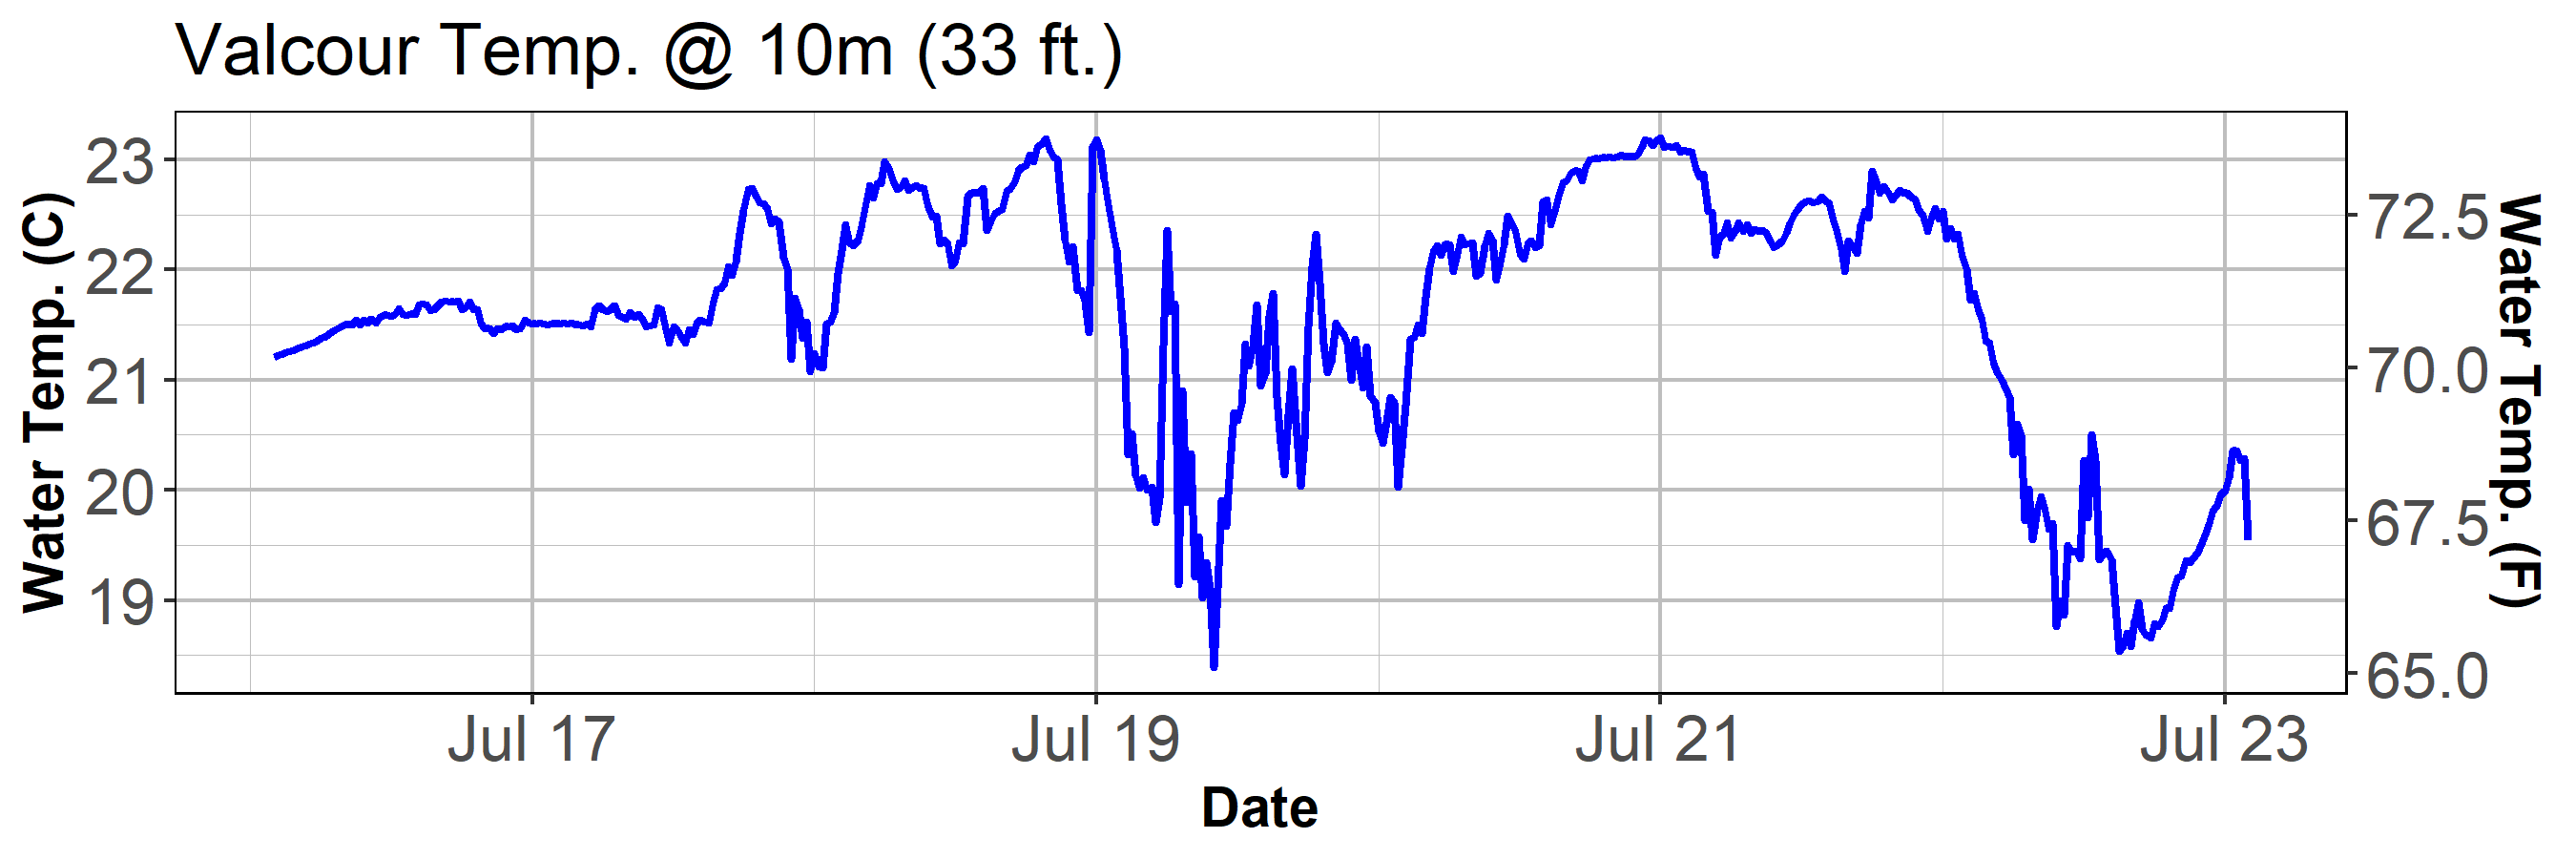 Valcour Temp. @ 10m (33 ft.)
Water Temp. (C)
23
22
21
20
19
72.5
70.0
67.5
65.0
Water Temp. (F)
Jul 17
Jul 19
Jul 21
Jul 23
Date